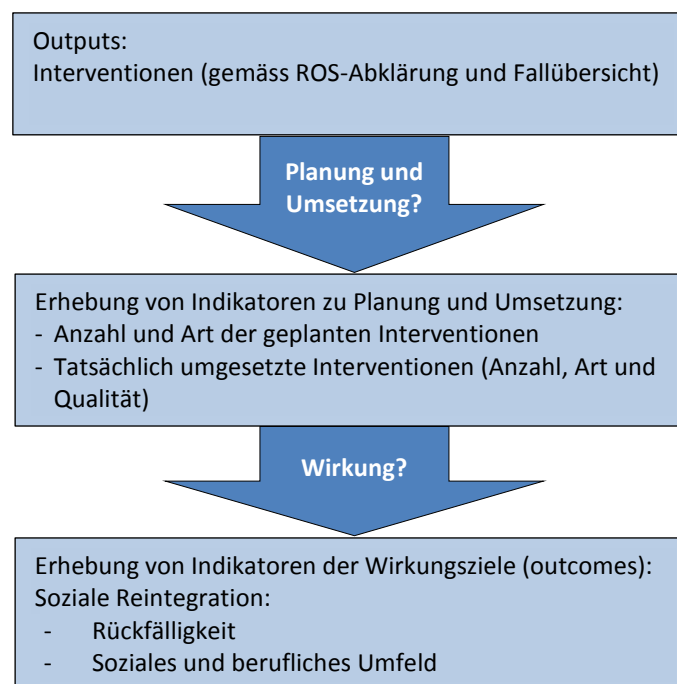 Outputs:
Interventionen (gemäss ROS-Abklärung und Fallübersicht)
Planung und
Umsetzung?
Erhebung von Indikatoren zu Planung und Umsetzung:
- Anzahl und Art der geplanten Interventionen
- Tatsächlich umgesetzte Interventionen (Anzahl, Art und
Qualität)
Wirkung?
Erhebung von Indikatoren der Wirkungsziele (outcomes):
Soziale Reintegration:
- Rückfälligkeit
- Soziales und berufliches Umfeld